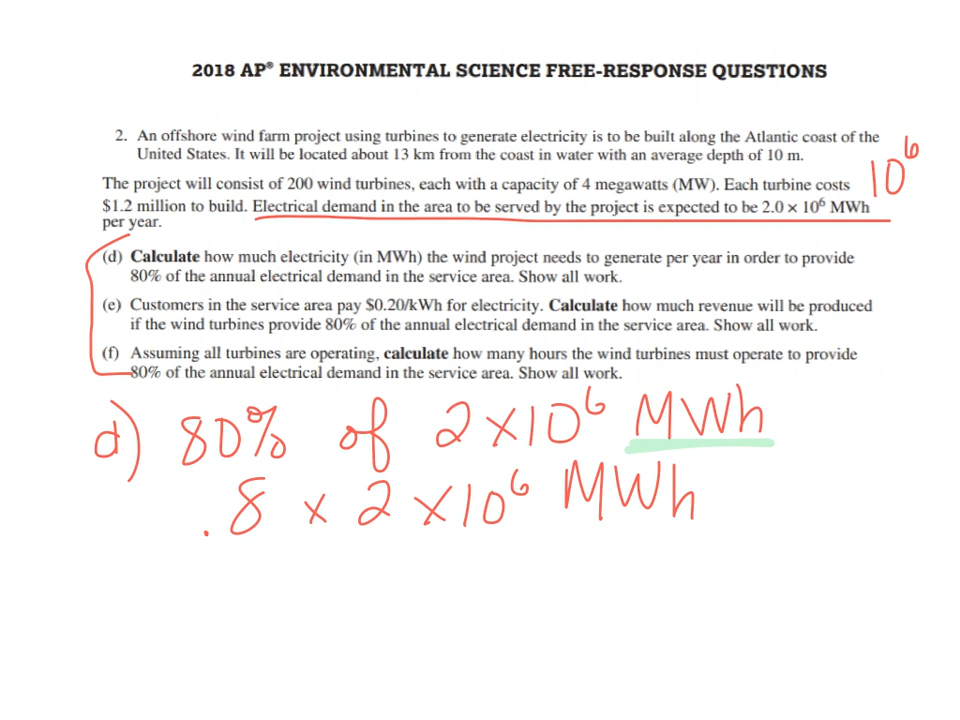 2018 AP® ENVIRONMENTAL SCIENCE FREE-RESPONSE QUESTIONS
2. An offshore wind farm project using turbines to generate electricity is to be built along the Atlantic coast of the
United States. It will be located about 13 km from the coast in water with an average depth of 10 m.
10⁶
The project will consist of 200 wind turbines, each with a capacity of 4 megawatts (MW). Each turbine costs
$1.2 million to build. Electrical demand in the area to be served by the project is expected to be 2.0 × 10⁶ MWh
per year.
(d) Calculate how much electricity (in MWh) the wind project needs to generate per year in order to provide
80% of the annual electrical demand in the service area. Show all work.
(e) Customers in the service area pay $0.20/kWh for electricity. Calculate how much revenue will be produced
if the wind turbines provide 80% of the annual electrical demand in the service area. Show all work.
(f) Assuming all turbines are operating, calculate how many hours the wind turbines must operate to provide
80% of the annual electrical demand in the service area. Show all work.
d) 80% of 2×10⁶ MWh
.8 × 2 ×10⁶ MWh